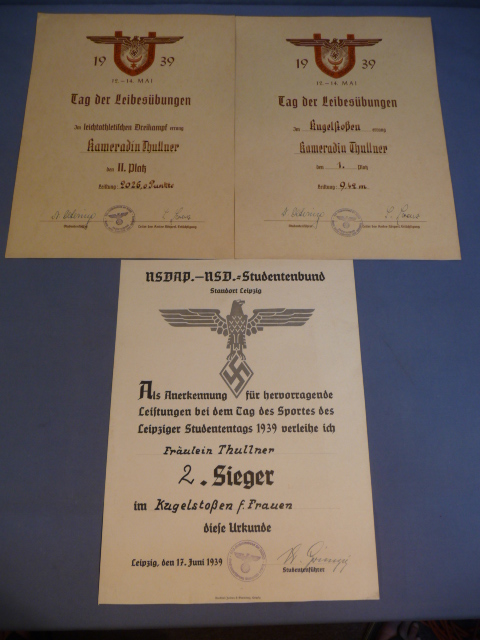 19 39
12.-14. MAI
Tag der Leibesübungen
Im leichtathletischen Dreikampf errang
Kameradin Thullner
den II. Platz
Leistung: 2026,0 Punkte
19 39
12.-14. MAI
Tag der Leibesübungen
Im Kugelstoßen errang
Kameradin Thullner
den 1. Platz
Leistung: 9,42 m
NSDAP.-NSD.=Studentenbund
Standort Leipzig
Als Anerkennung für hervorragende
Leistungen bei dem Tag des Sportes des
Leipziger Studententags 1939 verleihe ich
Fräulein Thullner
2. Sieger
im Kugelstoßen f. Frauen
diese Urkunde
Leipzig, den 17. Juni 1939
Studentenführer